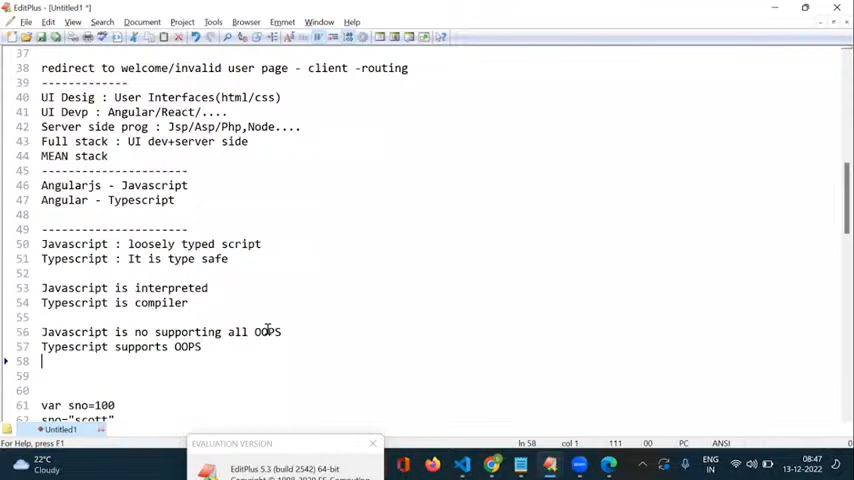 EditPlus - [Untitled1 *]
File Edit View Search Document Project Tools Browser Emmet Window Help
37
38 redirect to welcome/invalid user page - client -routing
39 -------------
40 UI Desig : User Interfaces(html/css)
41 UI Devp : Angular/React/....
42 Server side prog : Jsp/Asp/Php,Node....
43 Full stack : UI dev+server side
44 MEAN stack
45 ----------------------
46 Angularjs - Javascript
47 Angular - Typescript
48
49 ----------------------
50 Javascript : loosely typed script
51 Typescript : It is type safe
52
53 Javascript is interpreted
54 Typescript is compiler
55
56 Javascript is no supporting all OOPS
57 Typescript supports OOPS
58
59
60
61 var sno=100
62 sno="scott"
Untitled1
EVALUATION VERSION
For Help, press F1
Ln 58 col 1 111 00 PC ANSI
EditPlus 5.3 (build 2542) 64-bit
22°C
Cloudy
ENG
IN
08:47
13-12-2022